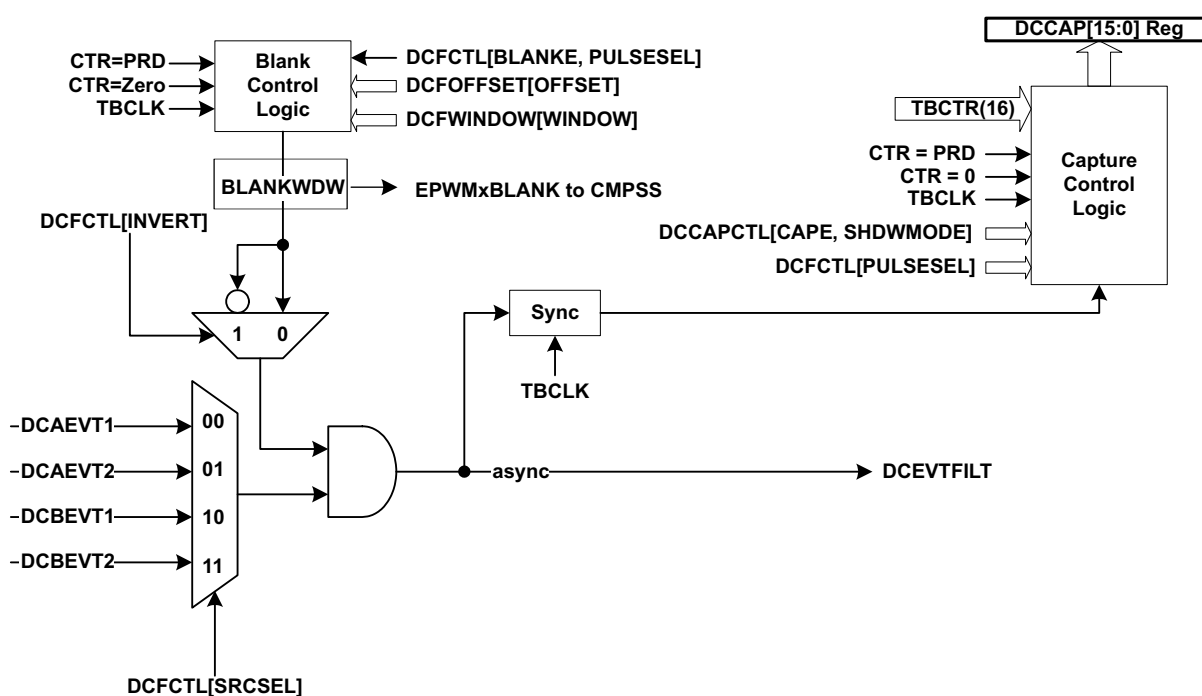 DCCAP[15:0] Reg
CTR=PRD
CTR=Zero
TBCLK
Blank
Control
Logic
DCFCTL[BLANKE, PULSESEL]
DCFOFFSET[OFFSET]
DCFWINDOW[WINDOW]
BLANKWDW
EPWMxBLANK to CMPSS
DCFCTL[INVERT]
1 0
TBCTR(16)
CTR = PRD
CTR = 0
TBCLK
DCCAPCTL[CAPE, SHDWMODE]
DCFCTL[PULSESEL]
Capture
Control
Logic
Sync
TBCLK
DCAEVT1
DCAEVT2
DCBEVT1
DCBEVT2
00
01
10
11
async
DCEVTFILT
DCFCTL[SRCSEL]